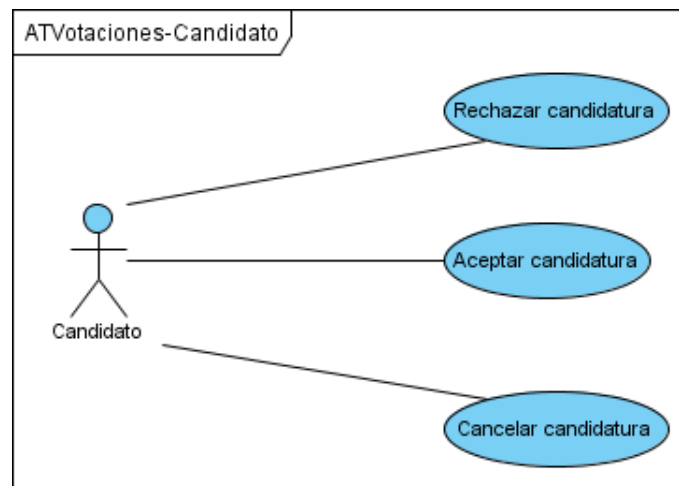 ATVotaciones-Candidato
Rechazar candidatura
Aceptar candidatura
Candidato
Cancelar candidatura